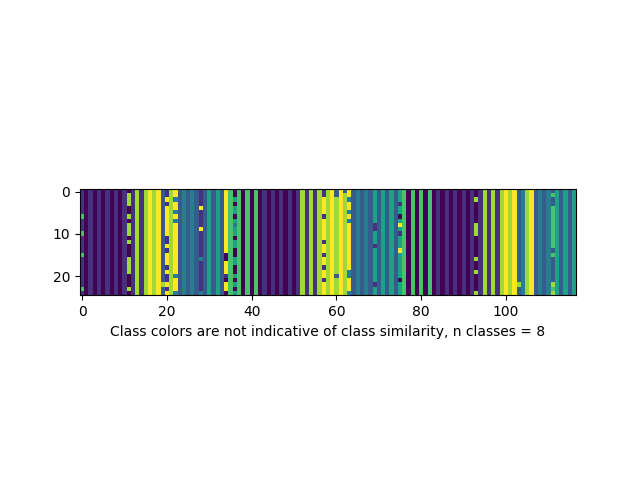 0
10
20
0 20 40 60 80 100
Class colors are not indicative of class similarity, n classes = 8